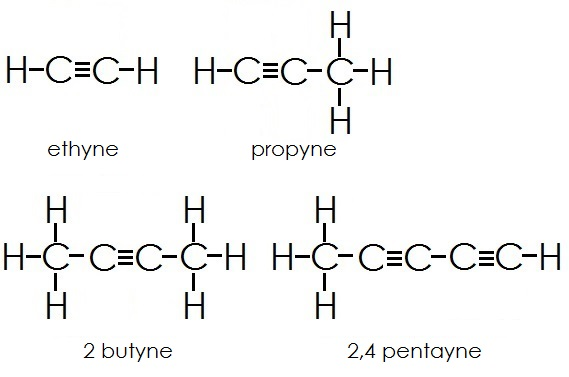 H
H-C≡C-H H-C≡C-C-H
H
ethyne propyne
H H H
H-C-C≡C-C-H H-C-C≡C-C≡C-H
H H H
2 butyne 2,4 pentayne